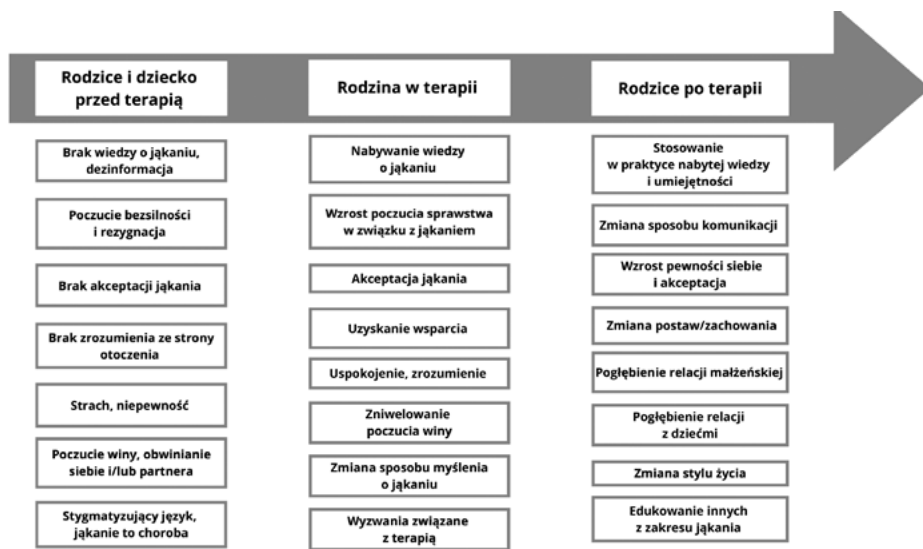 Rodzice i dziecko
przed terapią
Brak wiedzy o jąkaniu,
dezinformacja
Poczucie bezsilności
i rezygnacja
Brak akceptacji jąkania
Brak zrozumienia ze strony
otoczenia
Strach, niepewność
Poczucie winy, obwinianie
siebie i/lub partnera
Stygmatyzujący język,
jąkanie to choroba
Rodzina w terapii
Nabywanie wiedzy
o jąkaniu
Wzrost poczucia sprawstwa
w związku z jąkaniem
Akceptacja jąkania
Uzyskanie wsparcia
Uspokojenie, zrozumienie
Zniwelowanie
poczucia winy
Zmiana sposobu myślenia
o jąkaniu
Wyzwania związane
z terapią
Rodzice po terapii
Stosowanie
w praktyce nabytej wiedzy
i umiejętności
Zmiana sposobu komunikacji
Wzrost pewności siebie
i akceptacja
Zmiana postaw/zachowania
Pogłębienie relacji małżeńskiej
Pogłębienie relacji
z dziećmi
Zmiana stylu życia
Edukowanie innych
z zakresu jąkania